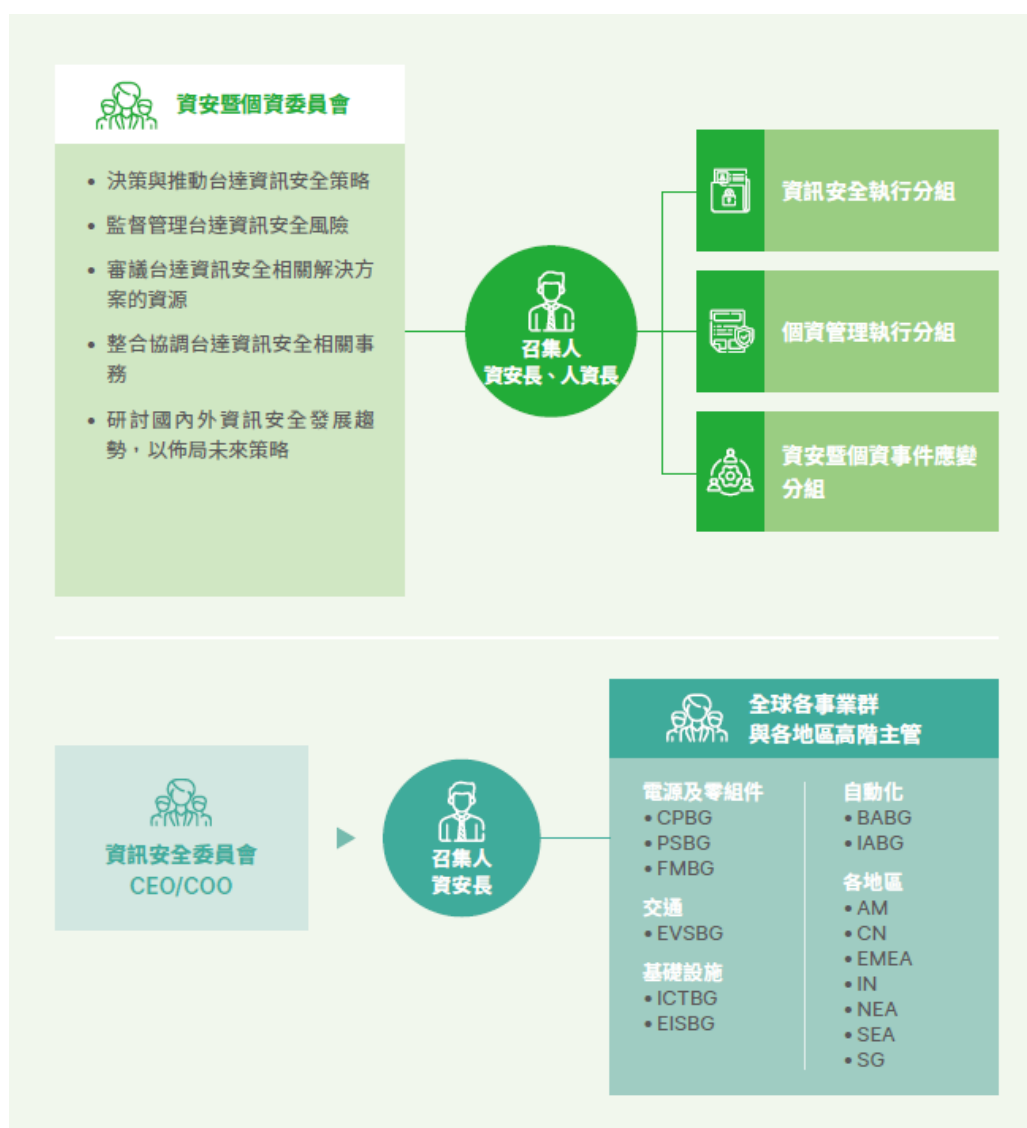 資安暨個資委員會
• 決策與推動台達資訊安全策略
• 監督管理台達資訊安全風險
• 審議台達資訊安全相關解決方
案的資源
• 整合協調台達資訊安全相關事
務
• 研討國內外資訊安全發展趨
勢,以佈局未來策略
召集人
資安長、人資長
資訊安全執行分組
個資管理執行分組
資安暨個資事件應變
分組
資訊安全委員會
CEO/COO
召集人
資安長
全球各事業群
與各地區高階主管
電源及零組件
• CPBG
• PSBG
• FMBG
交通
• EVSBG
基礎設施
• ICTBG
• EISBG
自動化
• BABG
• IABG
各地區
• AM
• CN
• EMEA
• IN
• NEA
• SEA
• SG